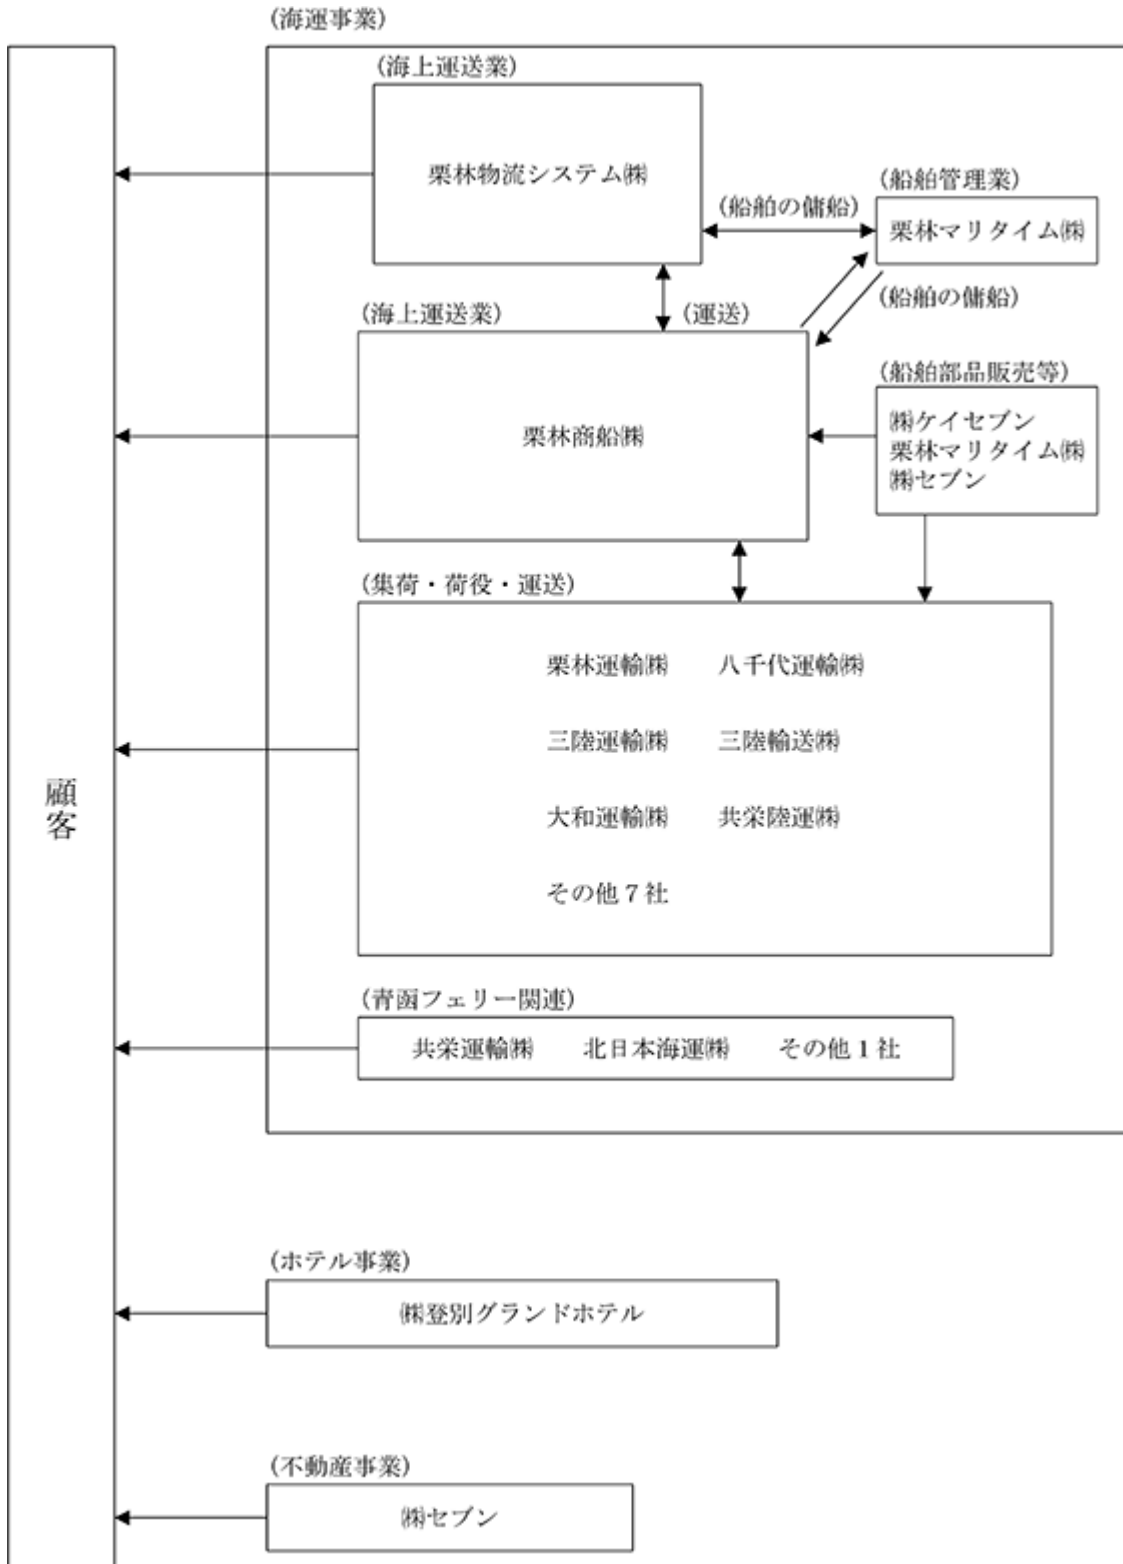 (海運事業)
(海上運送業)
栗林物流システム㈱
(船舶管理業)
(船舶の傭船)
栗林マリタイム㈱
(船舶の傭船)
(海上運送業)
(運送)
(船舶部品販売等)
栗林商船㈱
㈱ケイセブン
栗林マリタイム㈱
㈱セブン
(集荷・荷役・運送)
栗林運輸㈱ 八千代運輸㈱
三陸運輸㈱ 三陸輸送㈱
大和運輸㈱ 共栄陸運㈱
その他7社
顧客
(青函フェリー関連)
共栄運輸㈱ 北日本海運㈱ その他1社
(ホテル事業)
㈱登別グランドホテル
(不動産事業)
㈱セブン